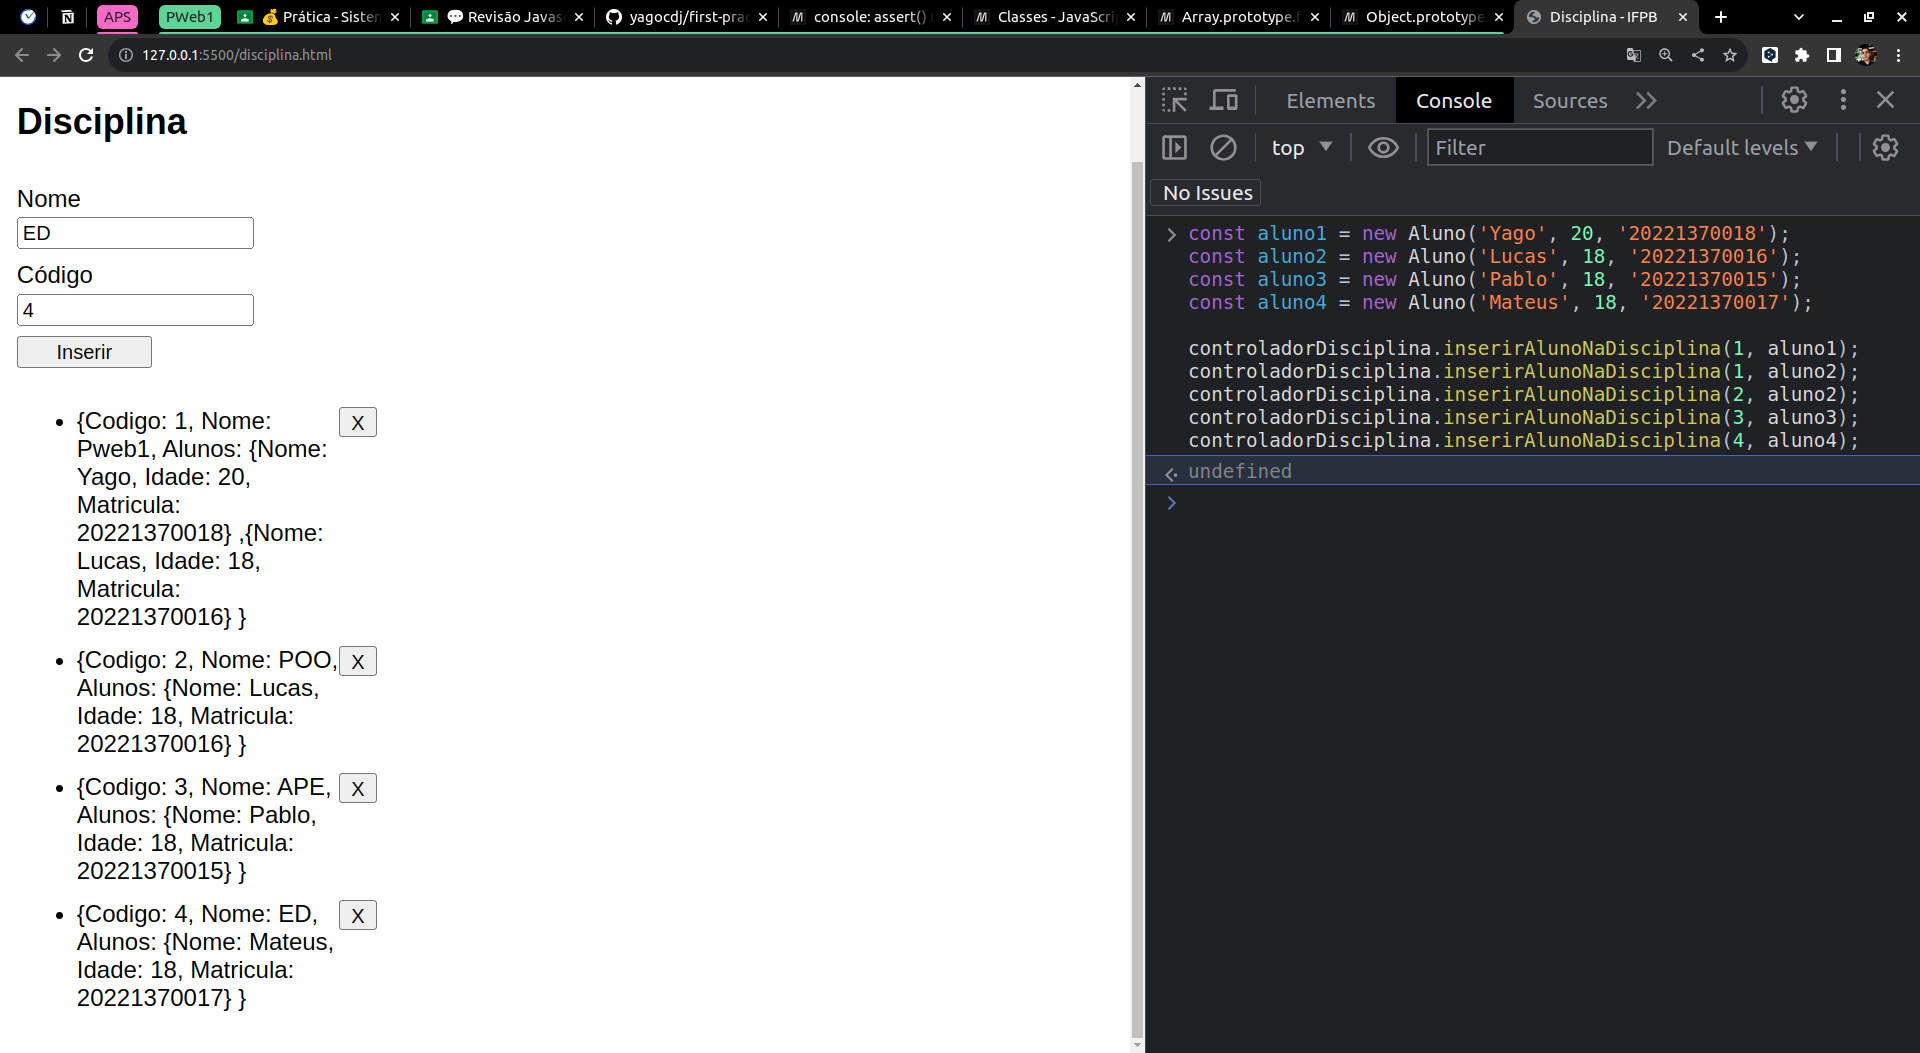 APS
PWeb1
💰 Prática - Sisten
💬 Revisão Javas
yagocdj/first-prac
console: assert()
Classes - JavaScri
Array.prototype.f
Object.prototype
Disciplina - IFPB
127.0.0.1:5500/disciplina.html
Disciplina
Nome
ED
Código
4
Inserir
{Codigo: 1, Nome:
Pweb1, Alunos: {Nome:
Yago, Idade: 20,
Matricula:
20221370018} ,{Nome:
Lucas, Idade: 18,
Matricula:
20221370016} }
X
{Codigo: 2, Nome: POO,
Alunos: {Nome: Lucas,
Idade: 18, Matricula:
20221370016} }
X
{Codigo: 3, Nome: APE,
Alunos: {Nome: Pablo,
Idade: 18, Matricula:
20221370015} }
X
{Codigo: 4, Nome: ED,
Alunos: {Nome: Mateus,
Idade: 18, Matricula:
20221370017} }
X
Elements Console Sources
top Filter Default levels
No Issues
const aluno1 = new Aluno('Yago', 20, '20221370018');
const aluno2 = new Aluno('Lucas', 18, '20221370016');
const aluno3 = new Aluno('Pablo', 18, '20221370015');
const aluno4 = new Aluno('Mateus', 18, '20221370017');
controladorDisciplina.inserirAlunoNaDisciplina(1, aluno1);
controladorDisciplina.inserirAlunoNaDisciplina(1, aluno2);
controladorDisciplina.inserirAlunoNaDisciplina(2, aluno2);
controladorDisciplina.inserirAlunoNaDisciplina(3, aluno3);
controladorDisciplina.inserirAlunoNaDisciplina(4, aluno4);
undefined